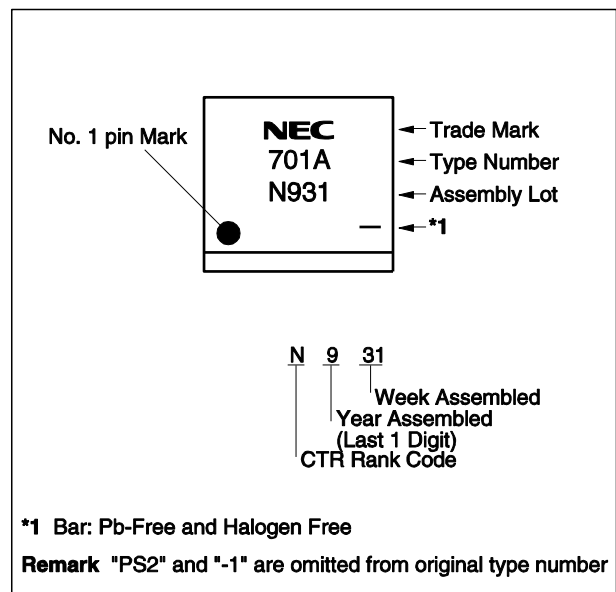 No. 1 pin Mark
NEC
701A
N931
Trade Mark
Type Number
Assembly Lot
*1
N 9 31
Week Assembled
Year Assembled
(Last 1 Digit)
CTR Rank Code
*1 Bar: Pb-Free and Halogen Free
Remark "PS2" and "-1" are omitted from original type number